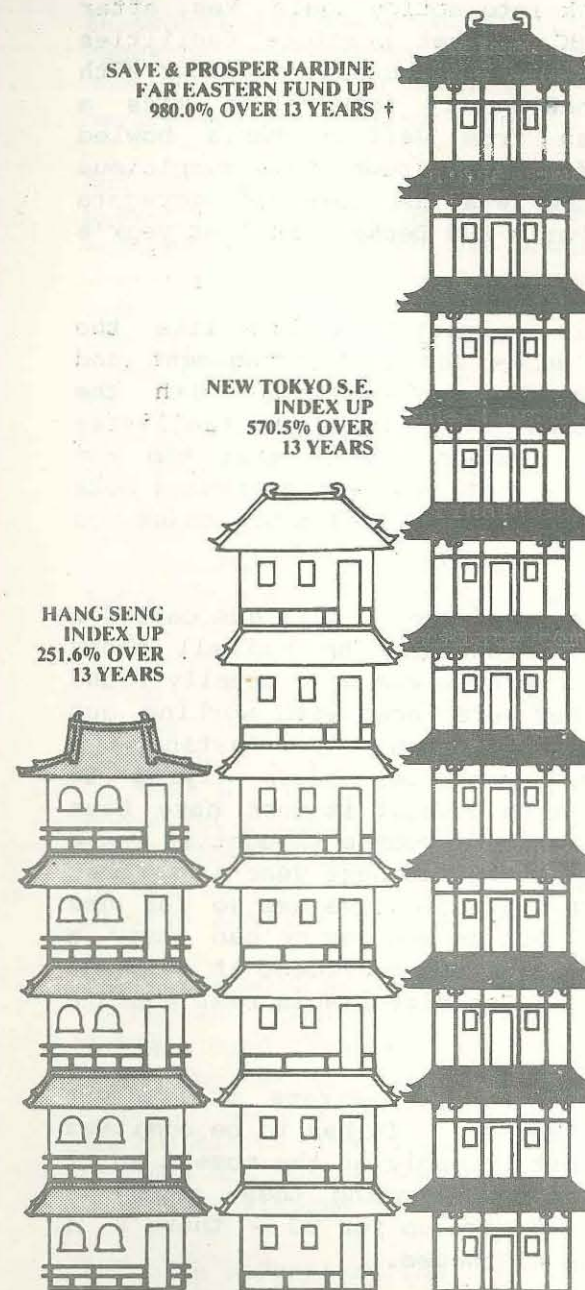 SAVE & PROSPER JARDINE
FAR EASTERN FUND UP
980.0% OVER 13 YEARS †
NEW TOKYO S.E.
INDEX UP
570.5% OVER
13 YEARS
HANG SENG
INDEX UP
251.6% OVER
13 YEARS